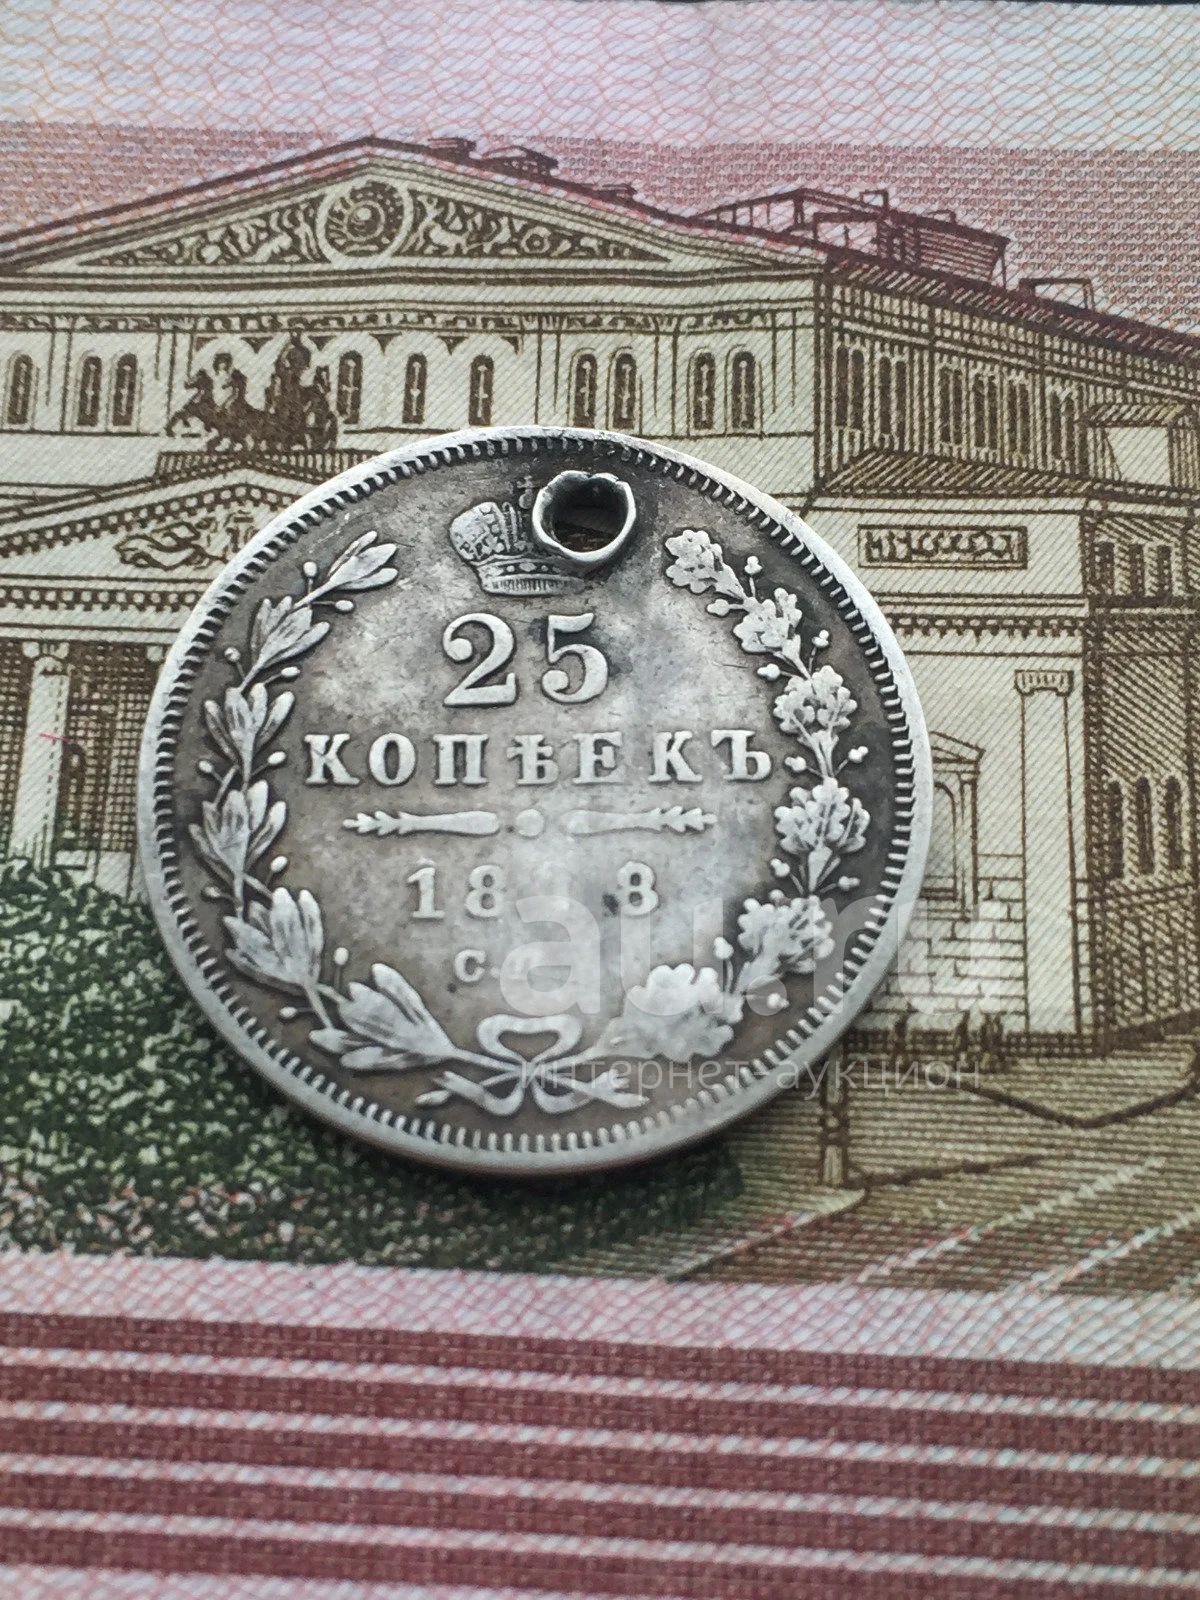 25
КОПѢЕКЪ
18 8
С.П
au.ru
интернет-аукцион